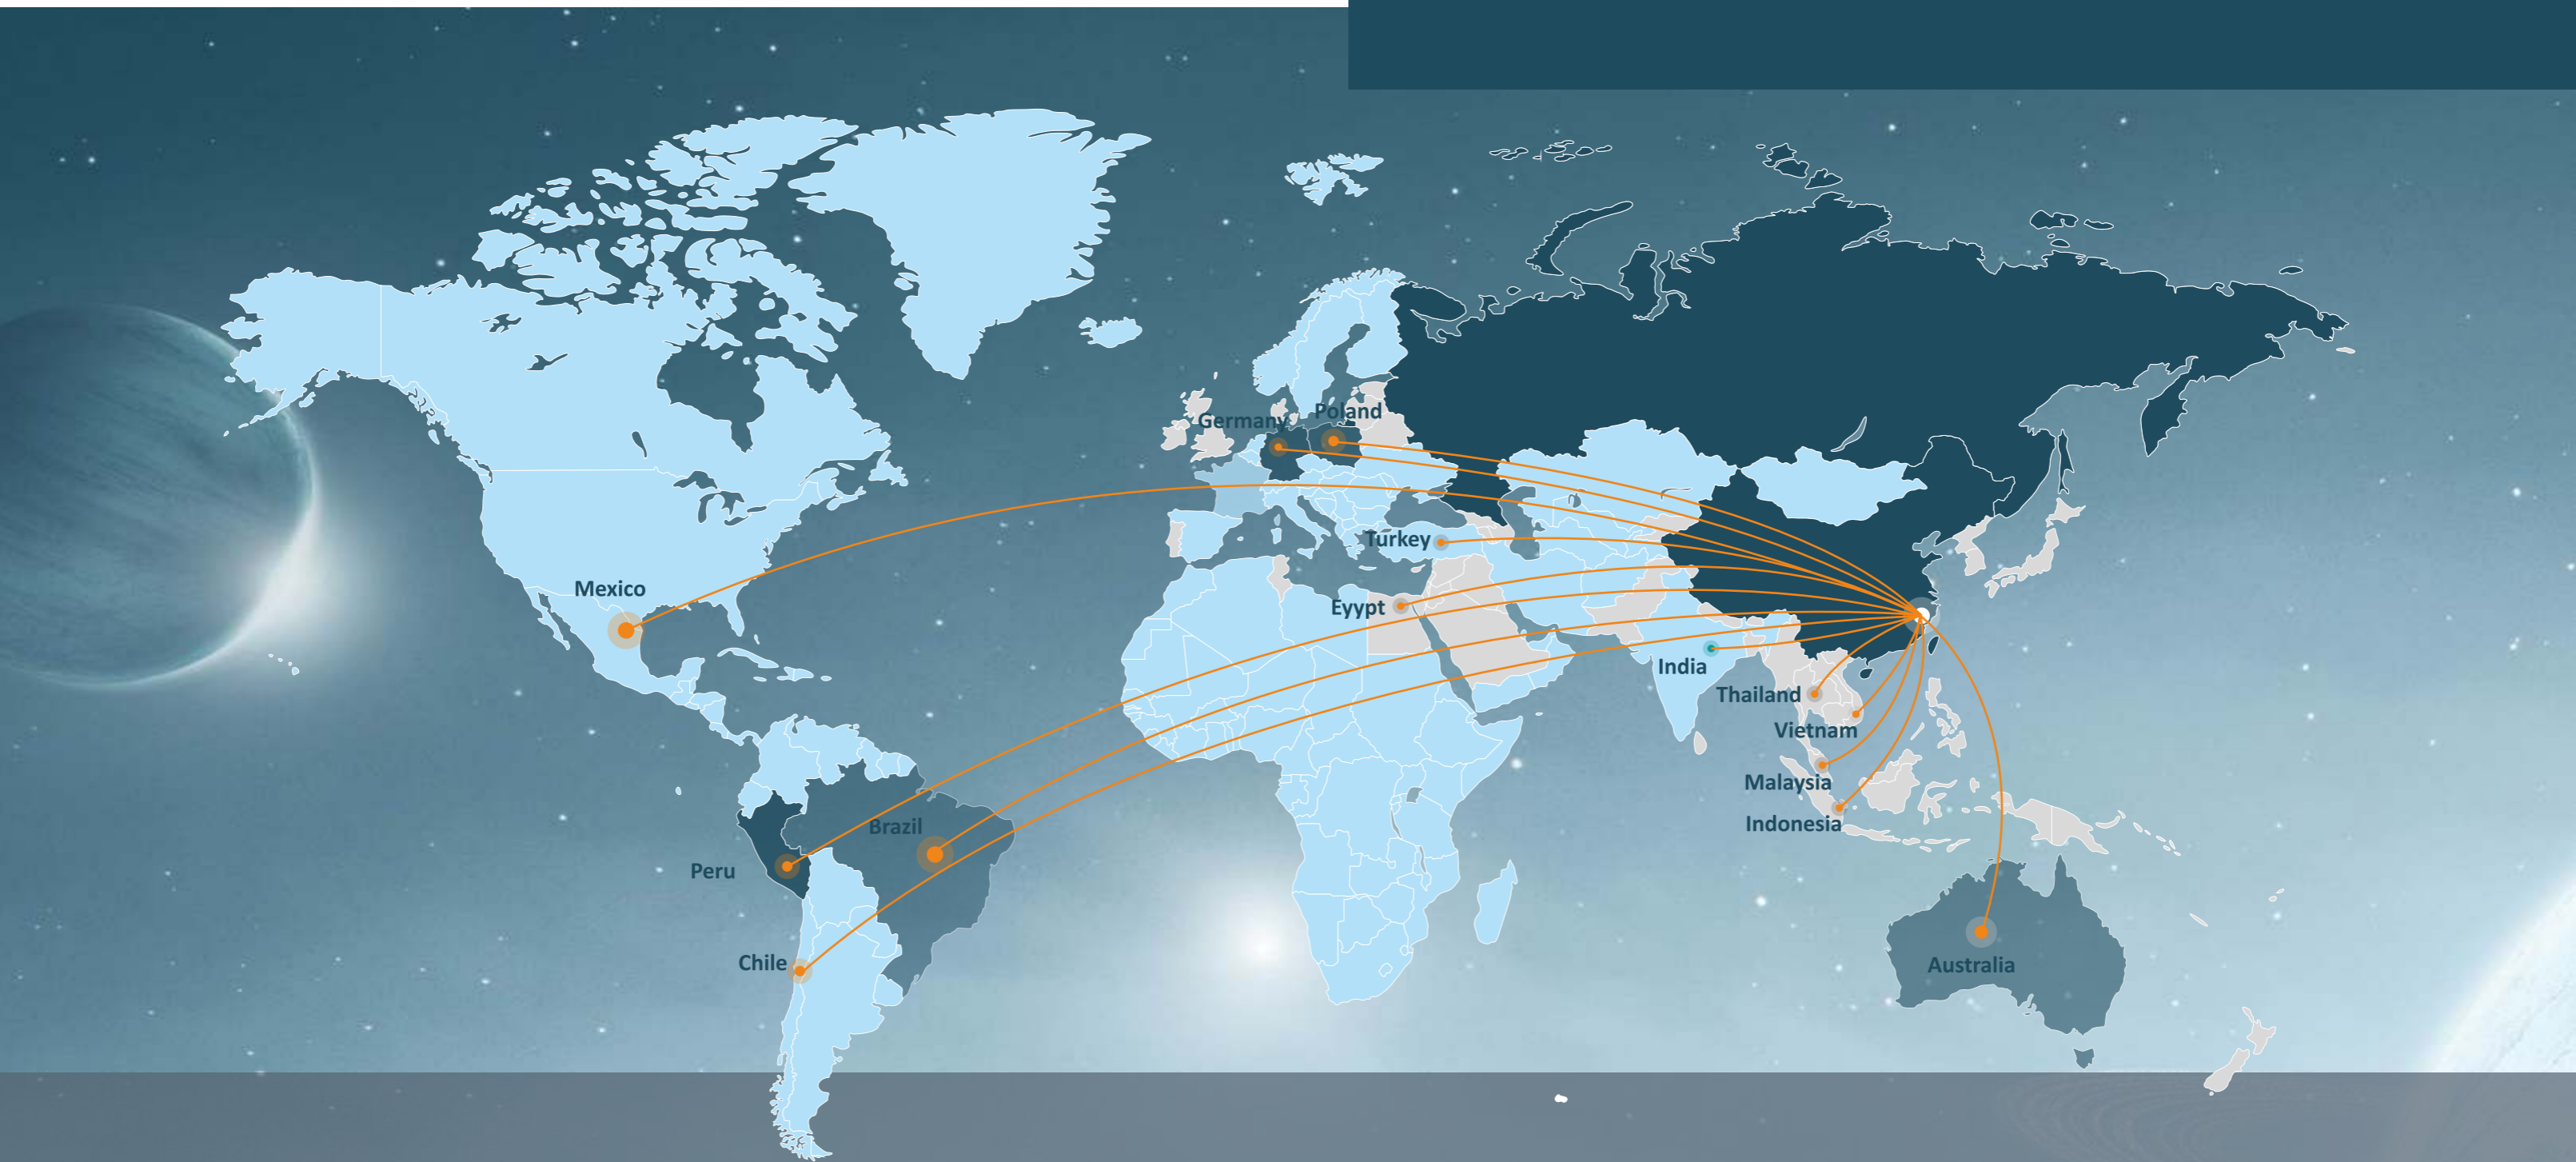 Poland
Germany
Turkey
Mexico
Eyypt
India
Thailand
Vietnam
Malaysia
Indonesia
Brazil
Peru
Chile
Australia